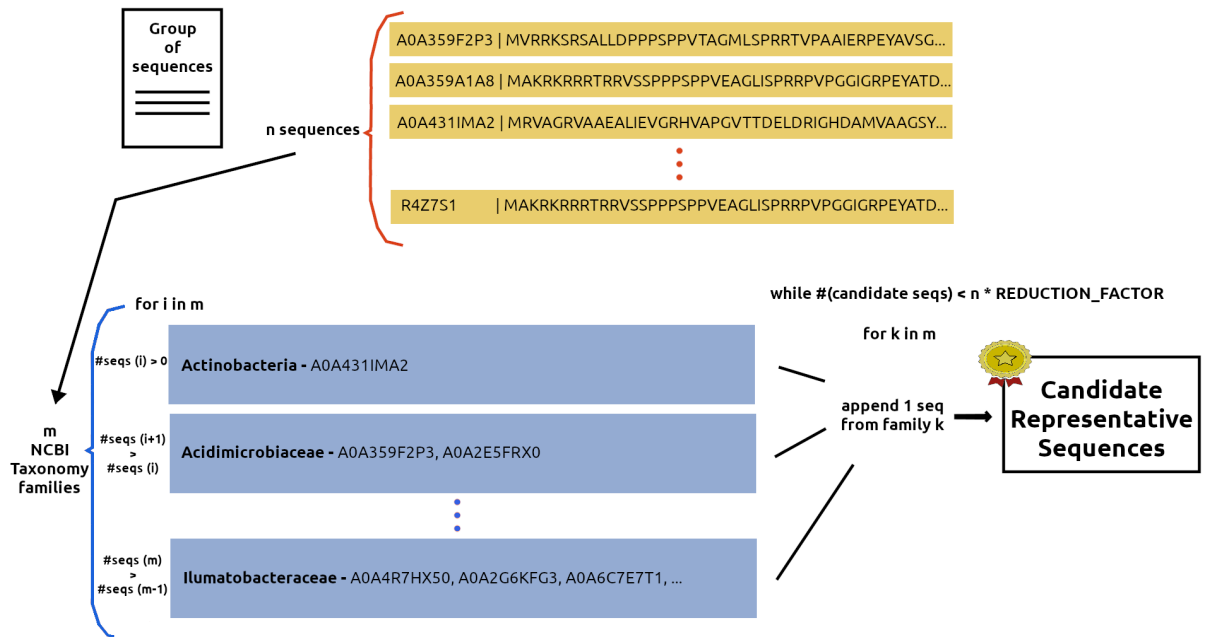 Group
of
sequences
n sequences
A0A359F2P3 | MVRRKSRSALLDPPPSPPVTAGMLSPRRTVPAAIERPEYAVSG...
A0A359A1A8 | MAKRKRRRTRRVSSPPPSPPVEAGLISPRRPVPGGIGRPEYATD...
A0A431IMA2 | MRVAGRVAAEALIEVGRHVAPGVTTDELDRIGHDAMVAAGSY...
R4Z7S1 | MAKRKRRRTRRVSSPPPSPPVEAGLISPRRPVPGGIGRPEYATD...
for i in m
m
NCBI
Taxonomy
families
#seqs (i) > 0
Actinobacteria - A0A431IMA2
#seqs (i+1)
>
#seqs (i)
Acidimicrobiaceae - A0A359F2P3, A0A2E5FRX0
#seqs (m)
>
#seqs (m-1)
Ilumatobacteraceae - A0A4R7HX50, A0A2G6KFG3, A0A6C7E7T1, ...
while #(candidate seqs) < n * REDUCTION_FACTOR
for k in m
append 1 seq
from family k
Candidate
Representative
Sequences